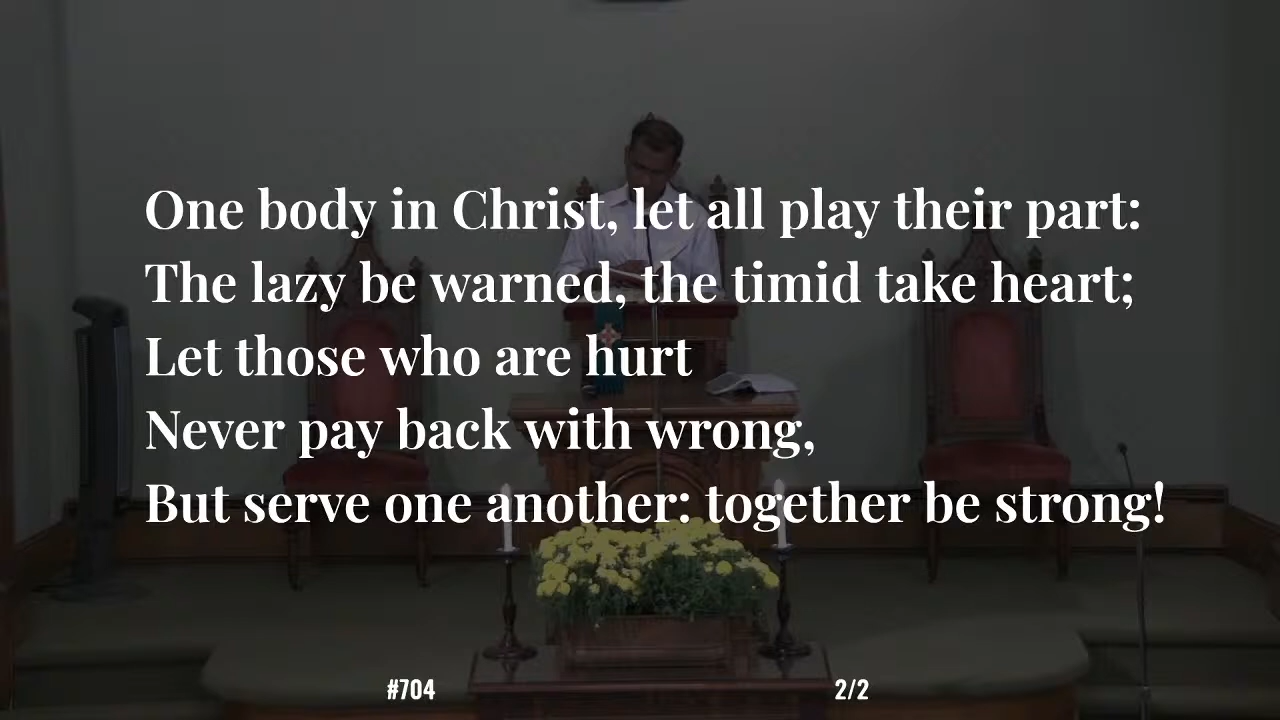 One body in Christ, let all play their part:
The lazy be warned, the timid take heart;
Let those who are hurt
Never pay back with wrong,
But serve one another: together be strong!
#704
2/2